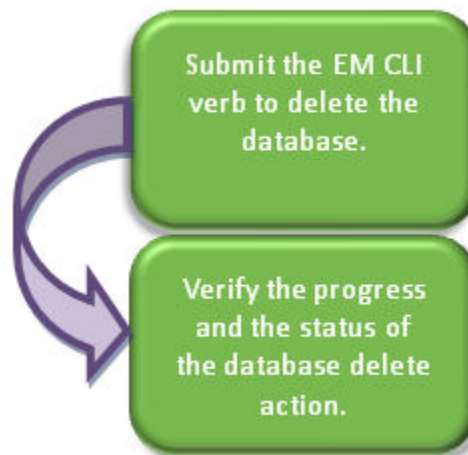 Submit the EM CLI
verb to delete the
database.
Verify the progress
and the status of
the database delete
action.